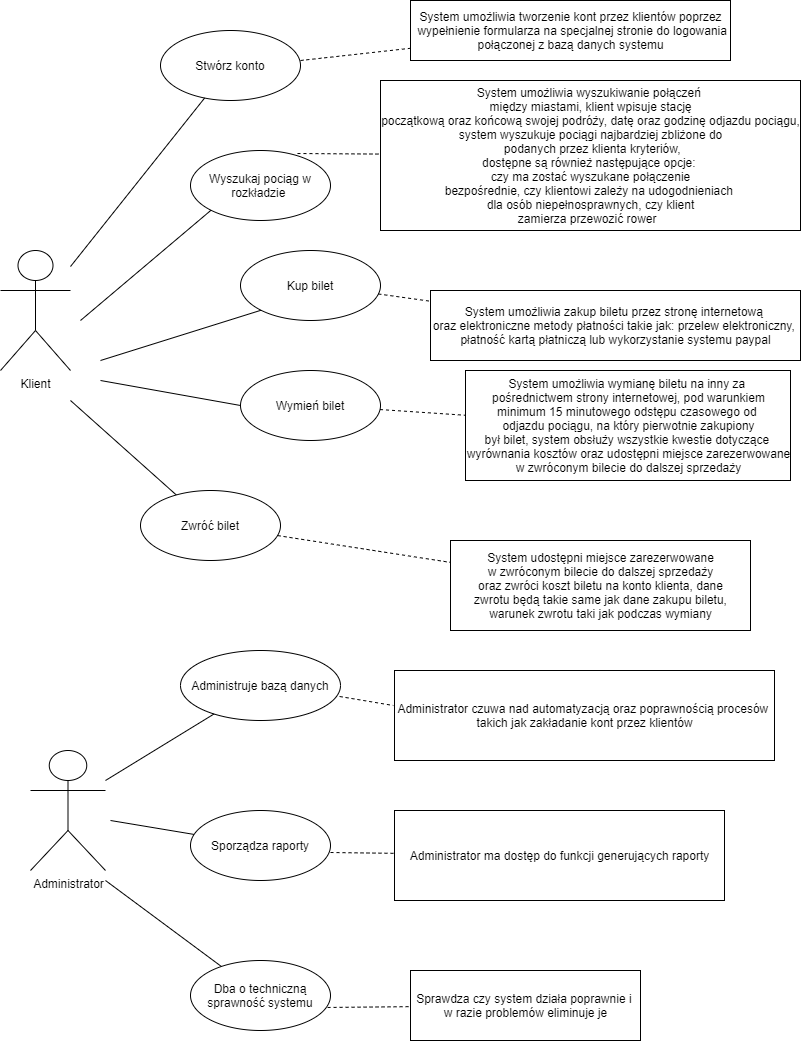 System umożliwia tworzenie kont przez klientów poprzez
wypełnienie formularza na specjalnej stronie do logowania
połączonej z bazą danych systemu
Stwórz konto
System umożliwia wyszukiwanie połączeń
między miastami, klient wpisuje stację
początkową oraz końcową swojej podróży, datę oraz godzinę odjazdu pociągu,
system wyszukuje pociągi najbardziej zbliżone do
podanych przez klienta kryteriów,
dostępne są również następujące opcje:
czy ma zostać wyszukane połączenie
bezpośrednie, czy klientowi zależy na udogodnieniach
dla osób niepełnosprawnych, czy klient
zamierza przewozić rower
Wyszukaj pociąg w
rozkładzie
Kup bilet
System umożliwia zakup biletu przez stronę internetową
oraz elektroniczne metody płatności takie jak: przelew elektroniczny,
płatność kartą płatniczą lub wykorzystanie systemu paypal
Klient
Wymień bilet
System umożliwia wymianę biletu na inny za
pośrednictwem strony internetowej, pod warunkiem
minimum 15 minutowego odstępu czasowego od
odjazdu pociągu, na który pierwotnie zakupiony
był bilet, system obsłuży wszystkie kwestie dotyczące
wyrównania kosztów oraz udostępni miejsce zarezerwowane
w zwróconym bilecie do dalszej sprzedaży
Zwróć bilet
System udostępni miejsce zarezerwowane
w zwróconym bilecie do dalszej sprzedaży
oraz zwróci koszt biletu na konto klienta, dane
zwrotu będą takie same jak dane zakupu biletu,
warunek zwrotu taki jak podczas wymiany
Administruje bazą danych
Administrator czuwa nad automatyzacją oraz poprawnością procesów
takich jak zakładanie kont przez klientów
Sporządza raporty
Administrator ma dostęp do funkcji generujących raporty
Administrator
Dba o techniczną
sprawność systemu
Sprawdza czy system działa poprawnie i
w razie problemów eliminuje je